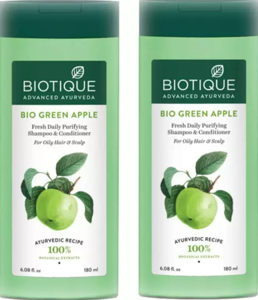 BIOTIQUE
ADVANCED AYURVEDA
BIO GREEN APPLE
Fresh Daily Purifying
Shampoo & Conditioner
For Oily Hair & Scalp
AYURVEDIC RECIPE
100%
BOTANICAL EXTRACTS
6.08 fl. oz 180 ml
BIOTIQUE
ADVANCED AYURVEDA
BIO GREEN APPLE
Fresh Daily Purifying
Shampoo & Conditioner
For Oily Hair & Scalp
AYURVEDIC RECIPE
100%
BOTANICAL EXTRACTS
6.08 fl. oz 180 ml